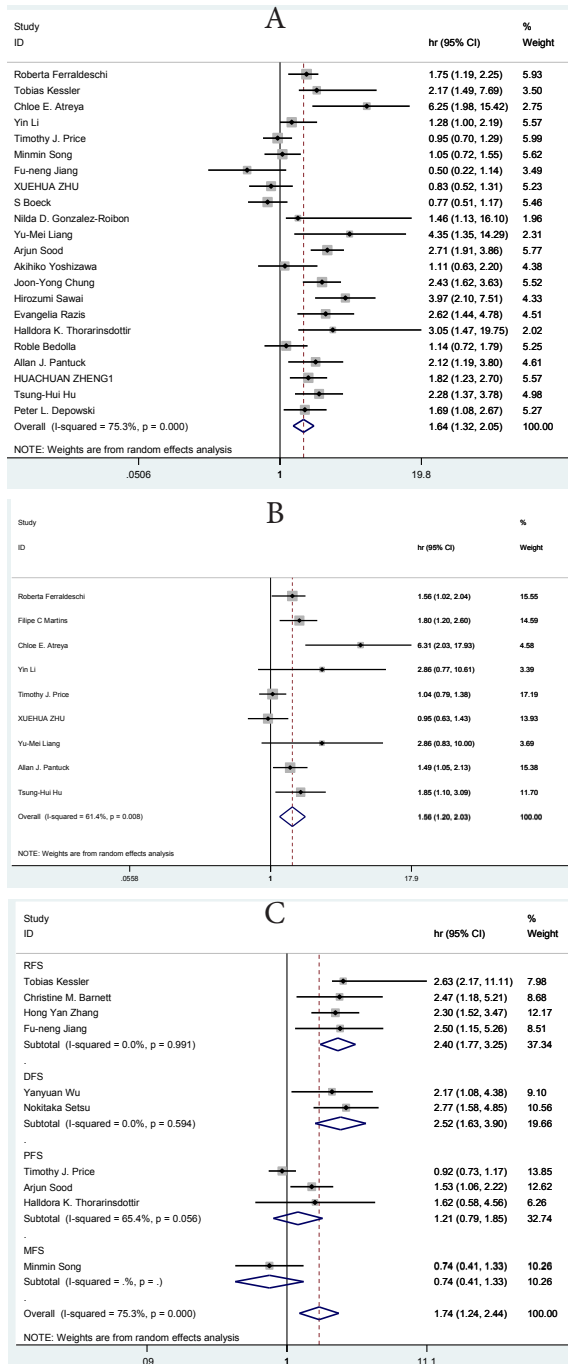 A
Study %
ID hr (95% CI) Weight
Roberta Ferraldeschi 1.75 (1.19, 2.25) 5.93
Tobias Kessler 2.17 (1.49, 7.69) 3.50
Chloe E. Atreya 6.25 (1.98, 15.42) 2.75
Yin Li 1.28 (1.00, 2.19) 5.57
Timothy J. Price 0.95 (0.70, 1.29) 5.99
Minmin Song 1.05 (0.72, 1.55) 5.62
Fu-neng Jiang 0.50 (0.22, 1.14) 3.49
XUEHUA ZHU 0.83 (0.52, 1.31) 5.23
S Boeck 0.77 (0.51, 1.17) 5.46
Nilda D. Gonzalez-Roibon 1.46 (1.13, 16.10) 1.96
Yu-Mei Liang 4.35 (1.35, 14.29) 2.31
Arjun Sood 2.71 (1.91, 3.86) 5.77
Akihiko Yoshizawa 1.11 (0.63, 2.20) 4.38
Joon-Yong Chung 2.43 (1.62, 3.63) 5.52
Hirozumi Sawai 3.97 (2.10, 7.51) 4.33
Evangelia Razis 2.62 (1.44, 4.78) 4.51
Halldora K. Thorarinsdottir 3.05 (1.47, 19.75) 2.02
Roble Bedolla 1.14 (0.72, 1.79) 5.25
Allan J. Pantuck 2.12 (1.19, 3.80) 4.61
HUACHUAN ZHENG1 1.82 (1.23, 2.70) 5.57
Tsung-Hui Hu 2.28 (1.37, 3.78) 4.98
Peter L. Depowski 1.69 (1.08, 2.67) 5.27
Overall (I-squared = 75.3%, p = 0.000) 1.64 (1.32, 2.05) 100.00
NOTE: Weights are from random effects analysis
.0506 1 19.8
B
Study %
ID hr (95% CI) Weight
Roberta Ferraldeschi 1.56 (1.02, 2.04) 15.55
Filipe C Martins 1.80 (1.20, 2.60) 14.59
Chloe E. Atreya 6.31 (2.03, 17.93) 4.58
Yin Li 2.86 (0.77, 10.61) 3.39
Timothy J. Price 1.04 (0.79, 1.38) 17.19
XUEHUA ZHU 0.95 (0.63, 1.43) 13.93
Yu-Mei Liang 2.86 (0.83, 10.00) 3.69
Allan J. Pantuck 1.49 (1.05, 2.13) 15.38
Tsung-Hui Hu 1.85 (1.10, 3.09) 11.70
Overall (I-squared = 61.4%, p = 0.008) 1.56 (1.20, 2.03) 100.00
NOTE: Weights are from random effects analysis
.0558 1 17.9
C
Study %
ID hr (95% CI) Weight
RFS
Tobias Kessler 2.63 (2.17, 11.11) 7.98
Christine M. Barnett 2.47 (1.18, 5.21) 8.68
Hong Yan Zhang 2.30 (1.52, 3.47) 12.17
Fu-neng Jiang 2.50 (1.15, 5.26) 8.51
Subtotal (I-squared = 0.0%, p = 0.991) 2.40 (1.77, 3.25) 37.34
.
DFS
Yanyuan Wu 2.17 (1.08, 4.38) 9.10
Nokitaka Setsu 2.77 (1.58, 4.85) 10.56
Subtotal (I-squared = 0.0%, p = 0.594) 2.52 (1.63, 3.90) 19.66
.
PFS
Timothy J. Price 0.92 (0.73, 1.17) 13.85
Arjun Sood 1.53 (1.06, 2.22) 12.62
Halldora K. Thorarinsdottir 1.62 (0.58, 4.56) 6.26
Subtotal (I-squared = 65.4%, p = 0.056) 1.21 (0.79, 1.85) 32.74
.
MFS
Minmin Song 0.74 (0.41, 1.33) 10.26
Subtotal (I-squared = .%, p = .) 0.74 (0.41, 1.33) 10.26
.
Overall (I-squared = 75.3%, p = 0.000) 1.74 (1.24, 2.44) 100.00
NOTE: Weights are from random effects analysis
.09 1 11.1